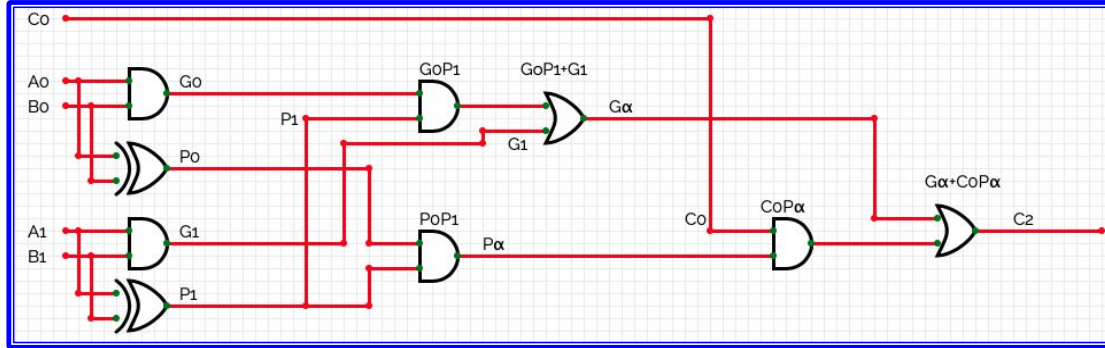 C0
A0
B0
G0
G0P1
G0P1+G1
Gα
P1
G1
P0
Gα+C0Pα
A1
B1
G1
P0P1
Pα
C0
C0Pα
C2
P1